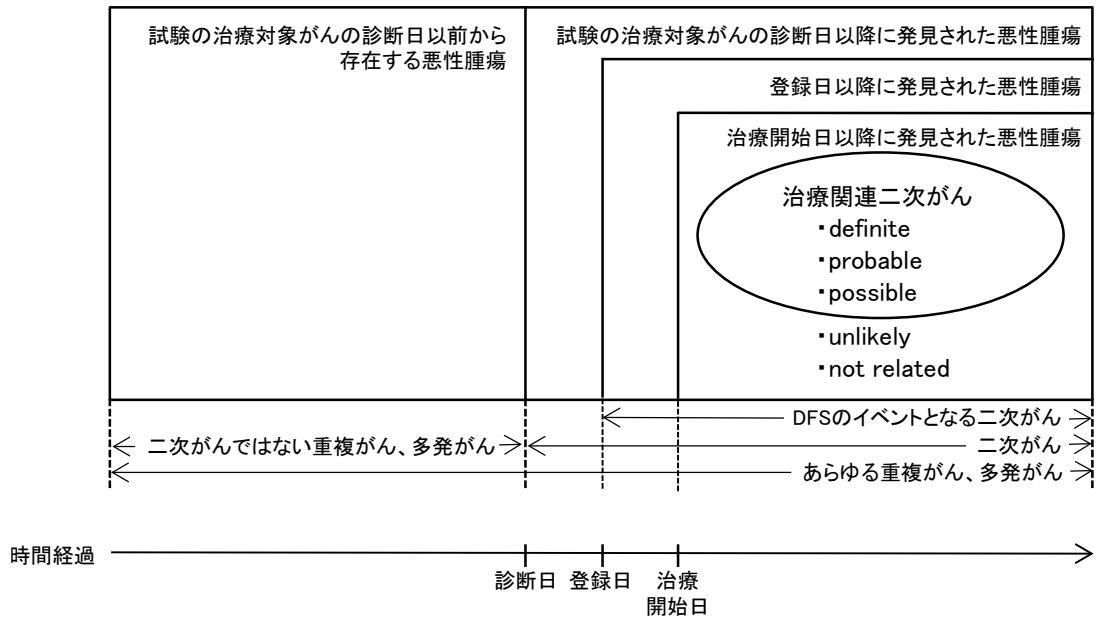 試験の治療対象がんの診断日以前から
存在する悪性腫瘍
試験の治療対象がんの診断日以降に発見された悪性腫瘍
登録日以降に発見された悪性腫瘍
治療開始日以降に発見された悪性腫瘍
治療関連二次がん
・definite
・probable
・possible
・unlikely
・not related
DFSのイベントとなる二次がん
二次がんではない重複がん、多発がん
二次がん
あらゆる重複がん、多発がん
時間経過
診断日
登録日
治療
開始日